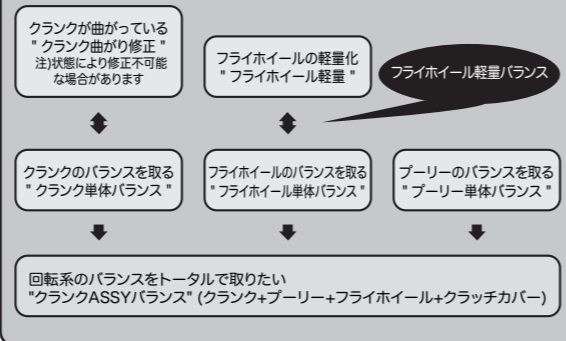 クランクが曲がっている
" クランク曲がり修正 "
注)状態により修正不可能
な場合があります
フライホイールの軽量化
" フライホイール軽量 "
フライホイール軽量バランス
クランクのバランスを取る
" クランク単体バランス "
フライホイールのバランスを取る
" フライホイール単体バランス "
プーリーのバランスを取る
" プーリー単体バランス "
回転系のバランスをトータルで取りたい
"クランクASSYバランス" (クランク+プーリー+フライホイール+クラッチカバー)